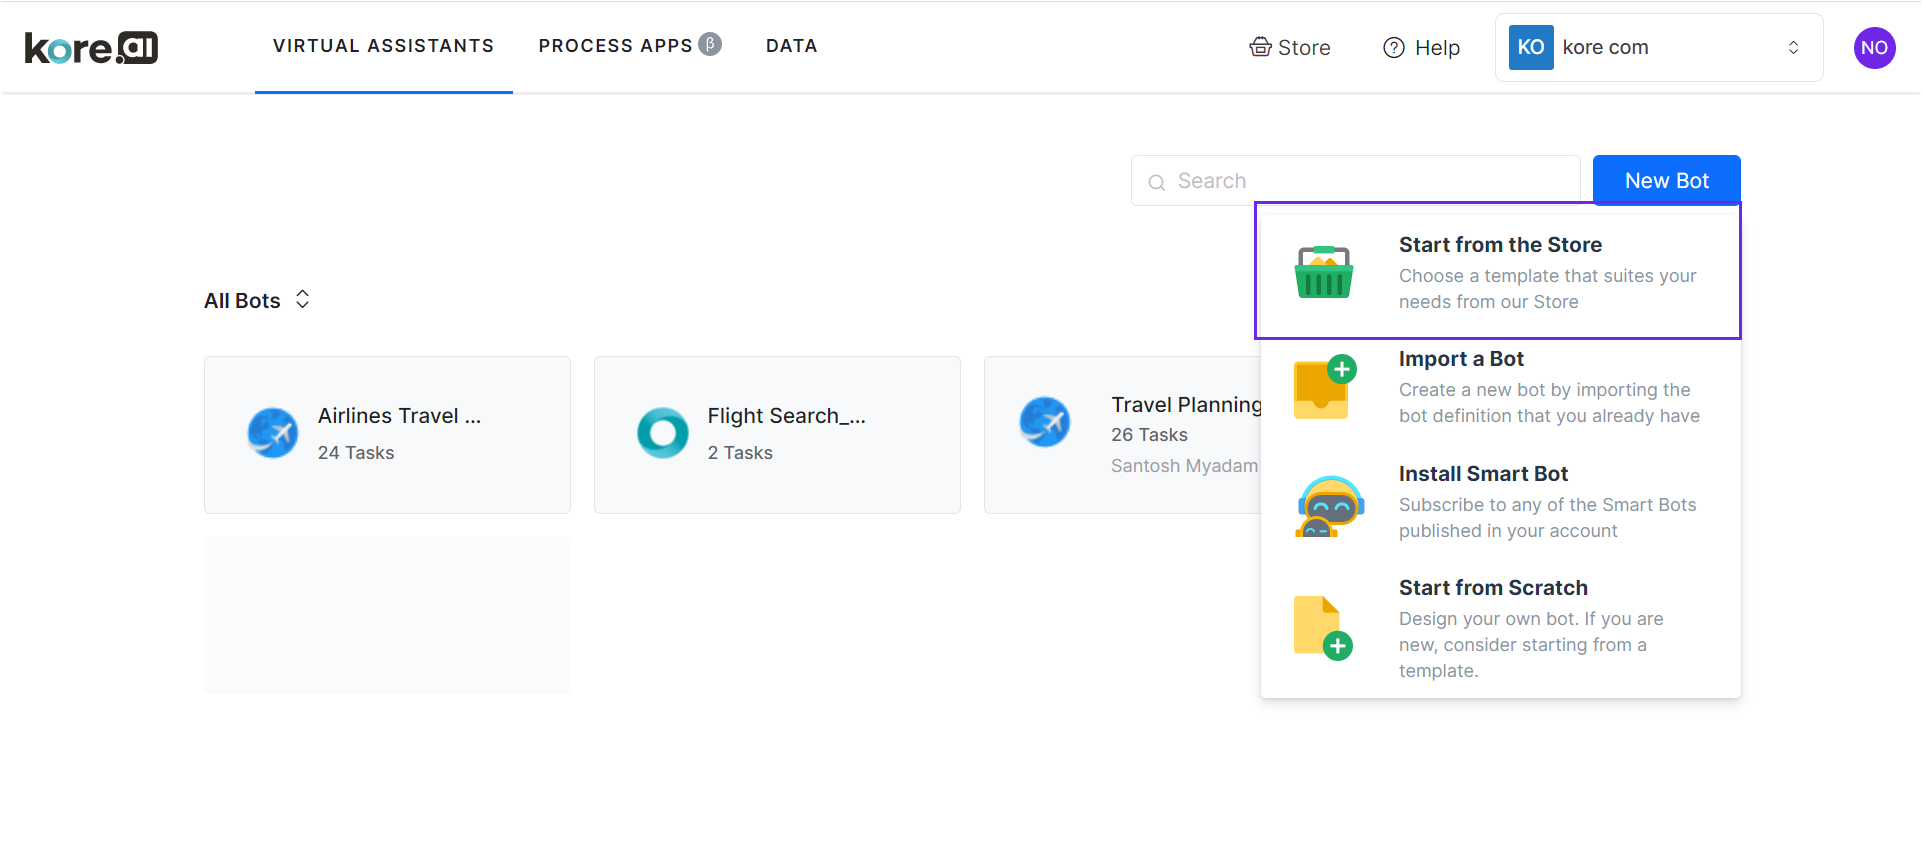 kore.ai
VIRTUAL ASSISTANTS
PROCESS APPS β
DATA
Store
Help
KO kore com
NO
Search
New Bot
Start from the Store
Choose a template that suites your
needs from our Store
All Bots
Airlines Travel ...
24 Tasks
Flight Search_...
2 Tasks
Travel Planning
26 Tasks
Santosh Myadam
Import a Bot
Create a new bot by importing the
bot definition that you already have
Install Smart Bot
Subscribe to any of the Smart Bots
published in your account
Start from Scratch
Design your own bot. If you are
new, consider starting from a
template.